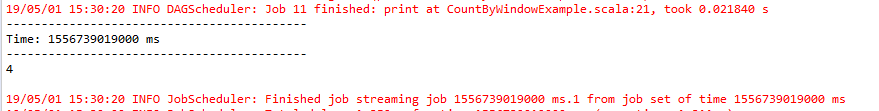 19/05/01 15:30:20 INFO DAGScheduler: Job 11 finished: print at CountByWindowExample.scala:21, took 0.021840 s
-------------------------------------------
Time: 1556739019000 ms
-------------------------------------------
4
19/05/01 15:30:20 INFO JobScheduler: Finished job streaming job 1556739019000 ms.1 from job set of time 1556739019000 ms